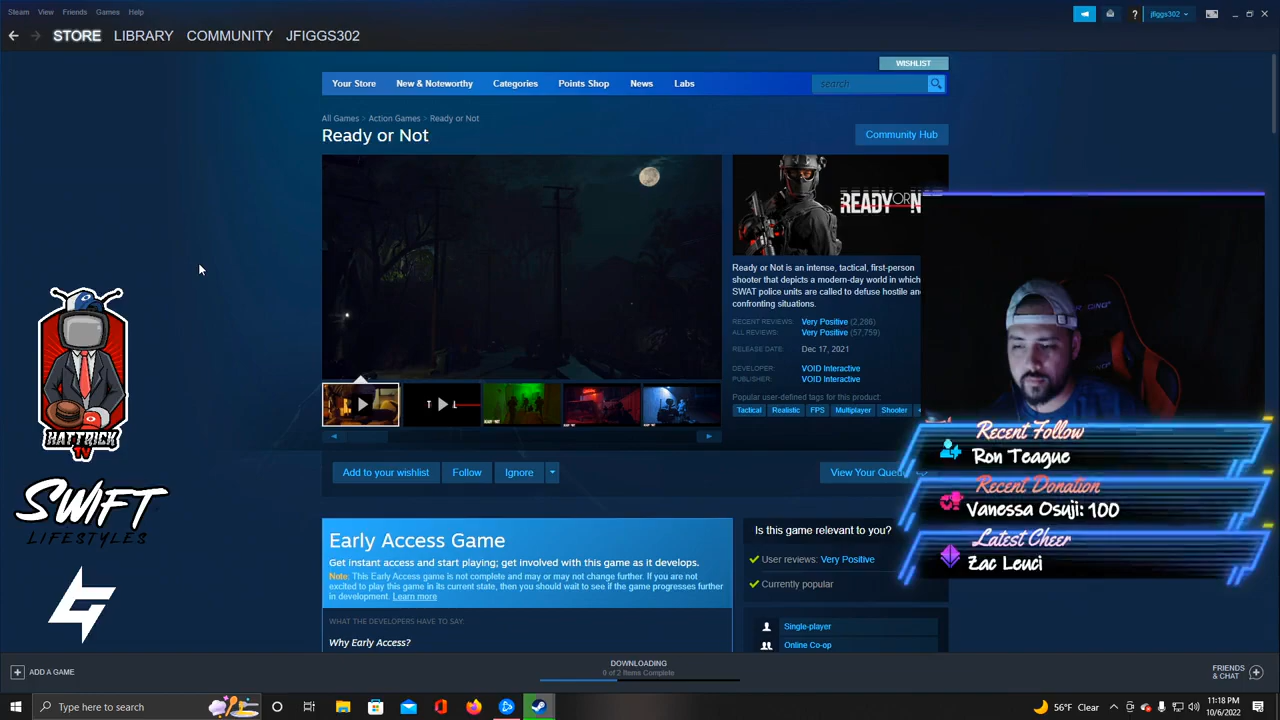 Steam View Friends Games Help
jfiggs302
STORE LIBRARY COMMUNITY JFIGGS302
WISHLIST
Your Store New & Noteworthy Categories Points Shop News Labs search
All Games > Action Games > Ready or Not
Ready or Not
Community Hub
READY OR N
Ready or Not is an intense, tactical, first-person
shooter that depicts a modern-day world in which
SWAT police units are called to defuse hostile and
confronting situations.
RECENT REVIEWS: Very Positive (2,286)
ALL REVIEWS: Very Positive (57,759)
RELEASE DATE: Dec 17, 2021
DEVELOPER: VOID Interactive
PUBLISHER: VOID Interactive
Popular user-defined tags for this product:
Tactical Realistic FPS Multiplayer Shooter +
Add to your wishlist Follow Ignore
View Your Queue
Early Access Game
Get instant access and start playing; get involved with this game as it develops.
Note: This Early Access game is not complete and may or may not change further. If you are
not excited to play this game in its current state, then you should wait to see if the game progresses further
in development. Learn more
WHAT THE DEVELOPERS HAVE TO SAY:
Why Early Access?
Is this game relevant to you?
User reviews: Very Positive
Currently popular
Single-player
Online Co-op
HATTRICK
TV
SWIFT
LIFESTYLES
Recent Follow
Ron Teague
Recent Donation
Vanessa Osuji: 100
Latest Cheer
Zac Lenci
ADD A GAME
DOWNLOADING
9 of 2 Items Complete
FRIENDS
& CHAT
Type here to search
56°F Clear
11:18 PM
10/6/2022